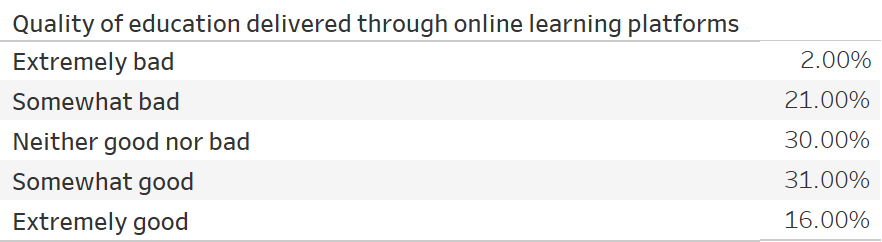 Quality of education delivered through online learning platforms
Extremely bad 2.00%
Somewhat bad 21.00%
Neither good nor bad 30.00%
Somewhat good 31.00%
Extremely good 16.00%